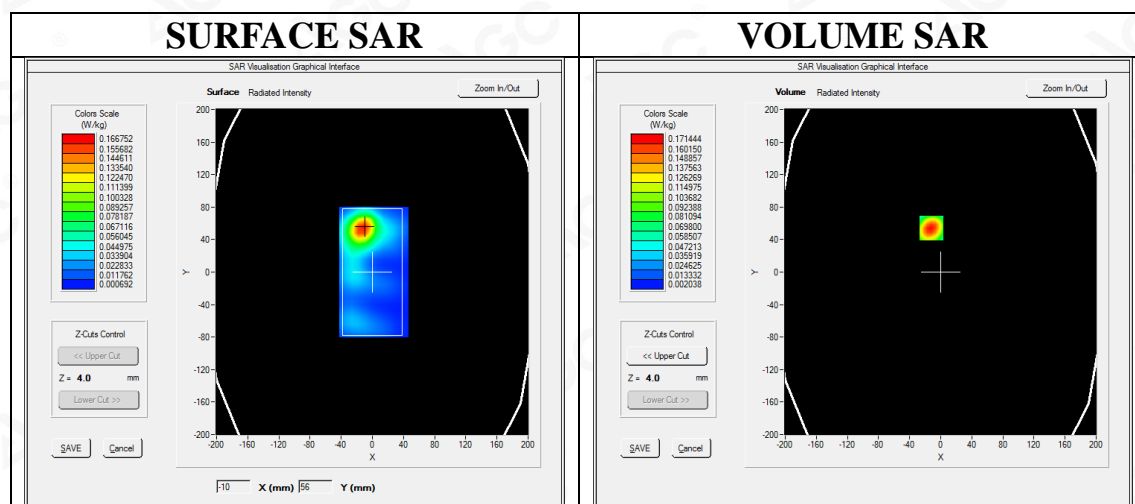 SURFACE SAR
VOLUME SAR
SAR Visualisation Graphical Interface
Surface Radiated Intensity
Zoom In/Out
Colors Scale
(W/kg)
0.166752
0.155682
0.144611
0.133540
0.122470
0.111399
0.100328
0.089257
0.078187
0.067116
0.056045
0.044975
0.033904
0.022833
0.011762
0.000692
Z-Cuts Control
<< Upper Cut
Z = 4.0 mm
Lower Cut >>
SAVE
Cancel
200
160
120
80
40
0
-40
-80
-120
-160
-200
Y
-200 -160 -120 -80 -40 0 40 80 120 160 200
X
-10 X (mm) 56 Y (mm)
SAR Visualisation Graphical Interface
Volume Radiated Intensity
Zoom In/Out
Colors Scale
(W/kg)
0.171444
0.160150
0.148857
0.137563
0.126269
0.114975
0.103682
0.092388
0.081094
0.069800
0.058507
0.047213
0.035919
0.024625
0.013332
0.002038
Z-Cuts Control
<< Upper Cut
Z = 4.0 mm
Lower Cut >>
SAVE
Cancel
200
160
120
80
40
0
-40
-80
-120
-160
-200
Y
-200 -160 -120 -80 -40 0 40 80 120 160 200
X